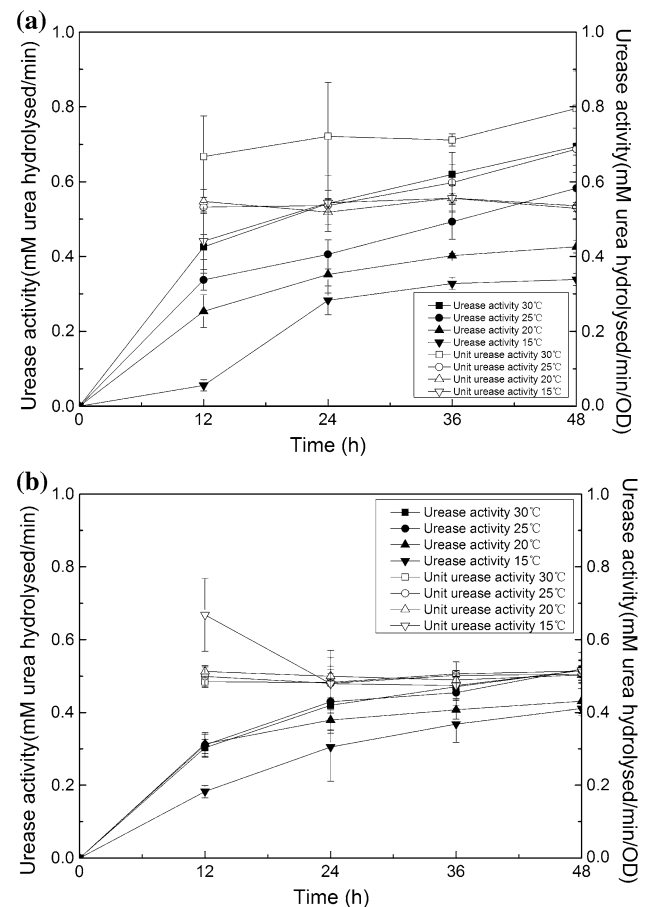 (a)
Urease activity(mM urea hydrolysed/min)
1.0
0.8
0.6
0.4
0.2
0.0
0
12
24
36
48
Time (h)
1.0
0.8
0.6
0.4
0.2
0.0
Urease activity(mM urea hydrolysed/min/OD)
Urease activity 30℃
Urease activity 25℃
Urease activity 20℃
Urease activity 15℃
Unit urease activity 30℃
Unit urease activity 25℃
Unit urease activity 20℃
Unit urease activity 15℃
(b)
Urease activity(mM urea hydrolysed/min)
1.0
0.8
0.6
0.4
0.2
0.0
0
12
24
36
48
Time (h)
1.0
0.8
0.6
0.4
0.2
0.0
Urease activity(mM urea hydrolysed/min/OD)
Urease activity 30℃
Urease activity 25℃
Urease activity 20℃
Urease activity 15℃
Unit urease activity 30℃
Unit urease activity 25℃
Unit urease activity 20℃
Unit urease activity 15℃